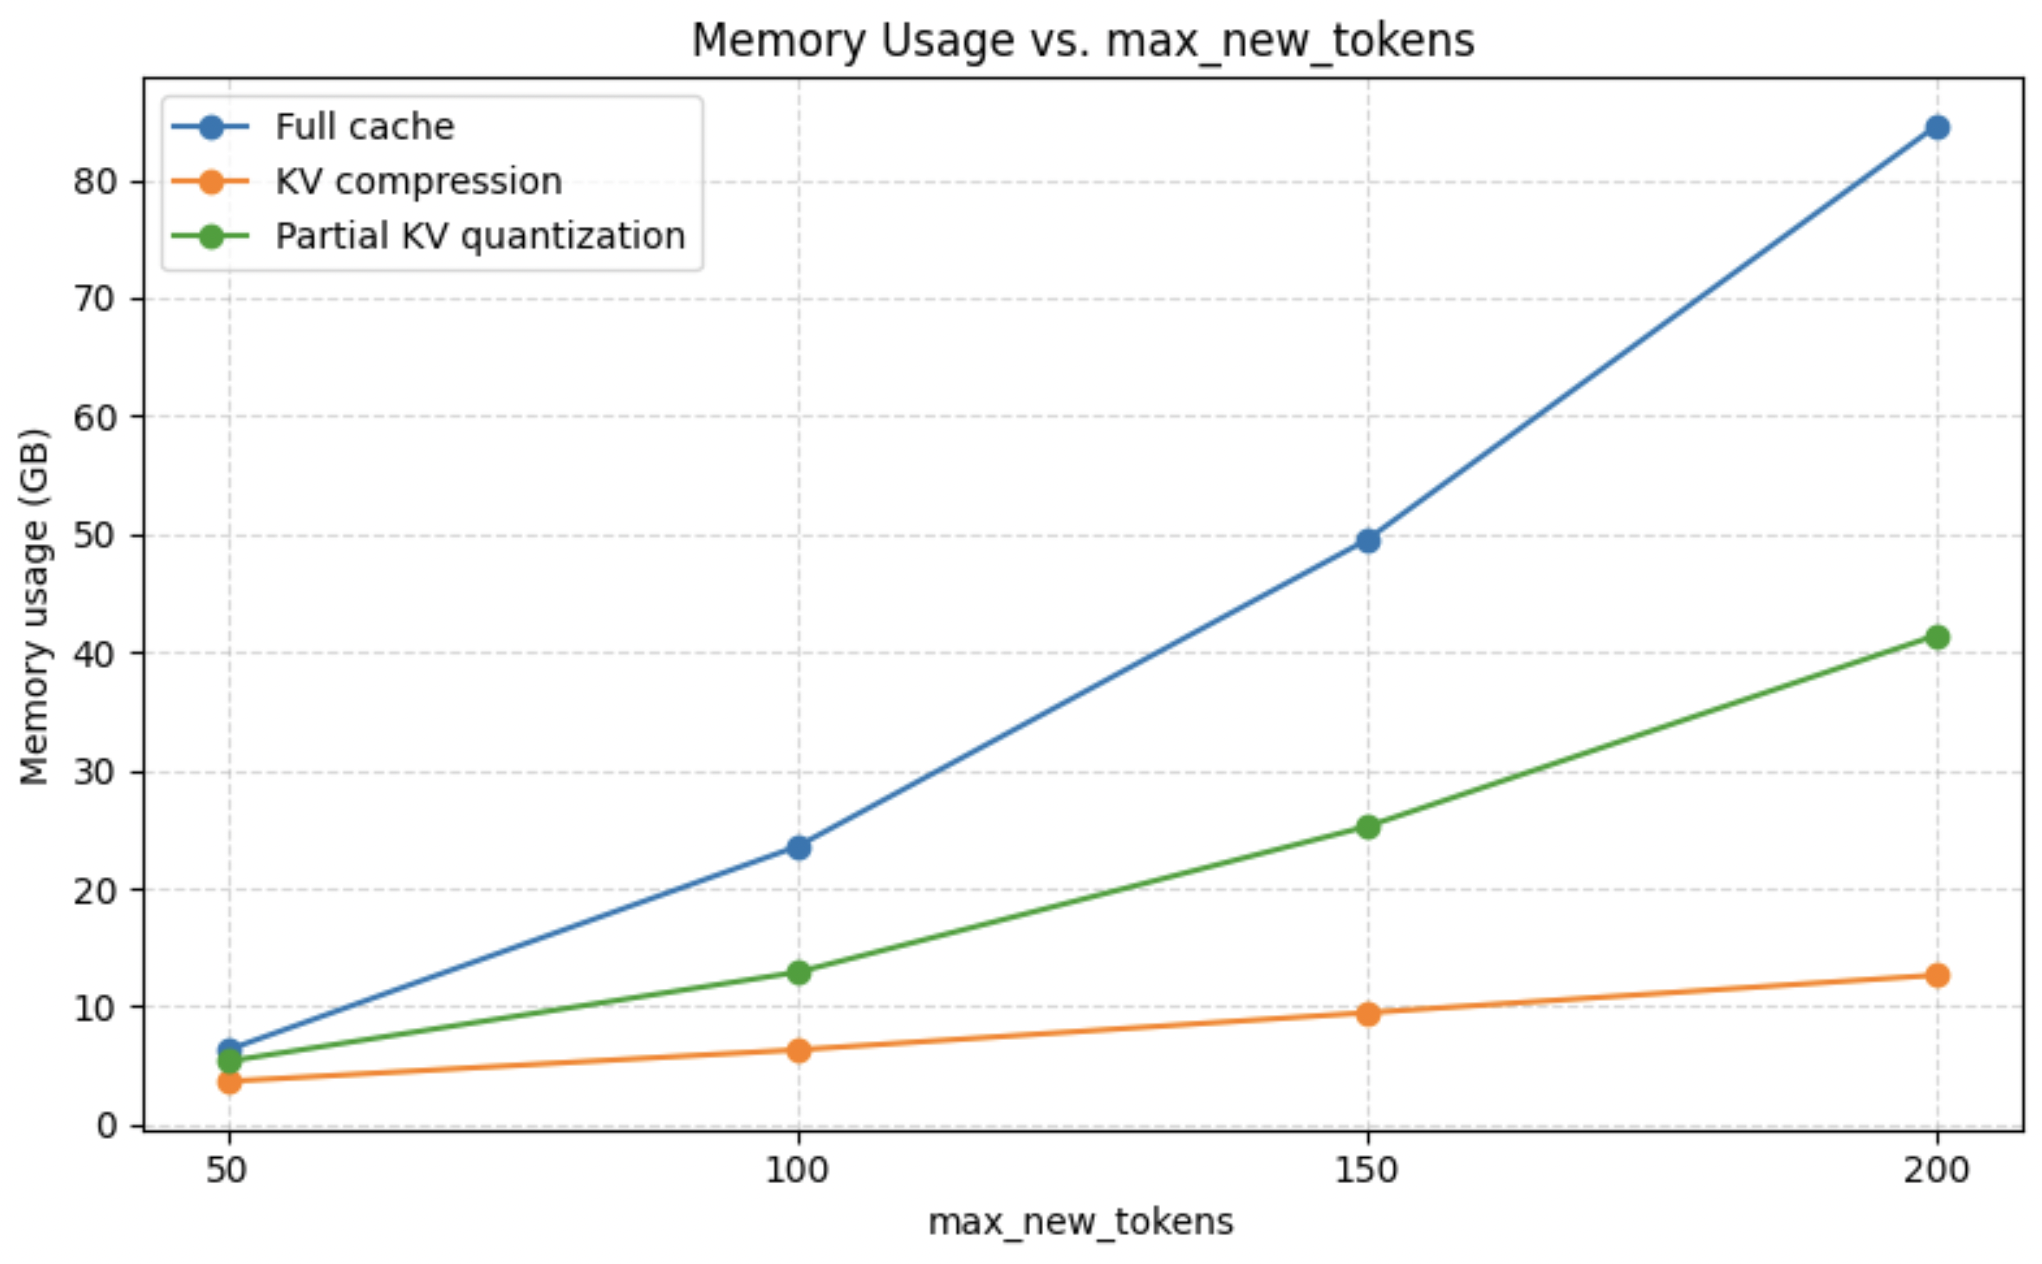 Memory Usage vs. max_new_tokens
Full cache
KV compression
Partial KV quantization
Memory usage (GB)
80
70
60
50
40
30
20
10
0
50 100 150 200
max_new_tokens